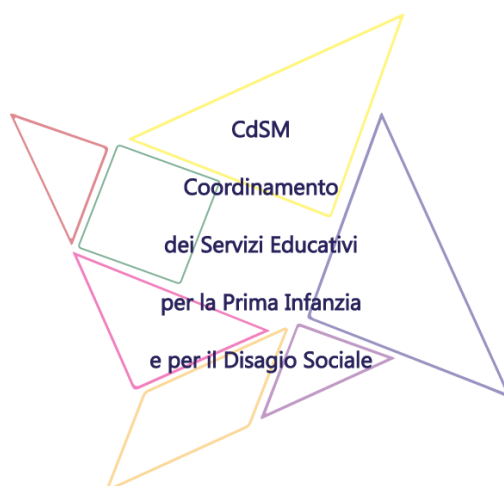 CdSM
Coordinamento
dei Servizi Educativi
per la Prima Infanzia
e per il Disagio Sociale